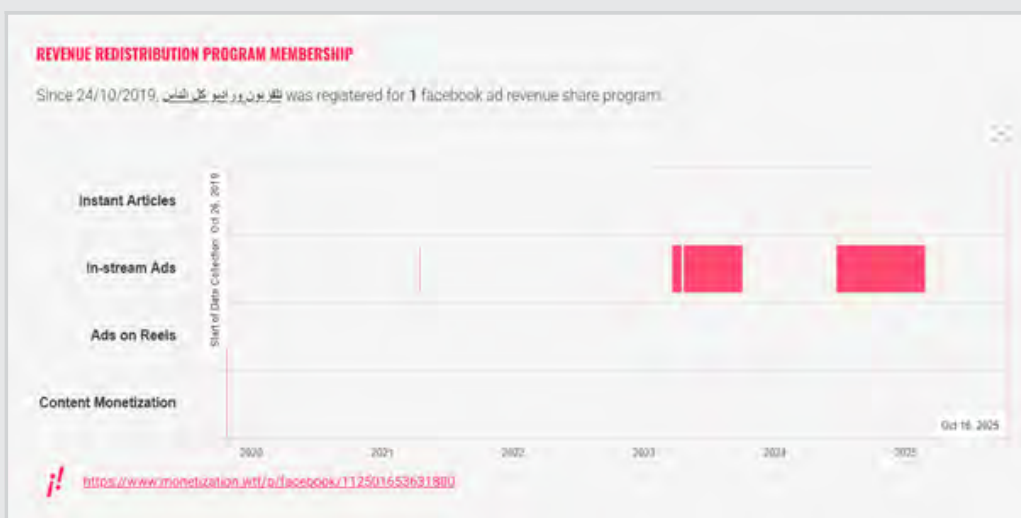 REVENUE REDISTRIBUTION PROGRAM MEMBERSHIP
Since 24/10/2019, تلفزيون وراديو كل الناس was registered for 1 facebook ad revenue share program.
Instant Articles
In-stream Ads
Ads on Reels
Content Monetization
Start of Data Collection: Oct 26, 2019
Oct 16, 2025
2020 2021 2022 2023 2024 2025
¡! https://www.monetization.wtf/p/facebook/112501653631800